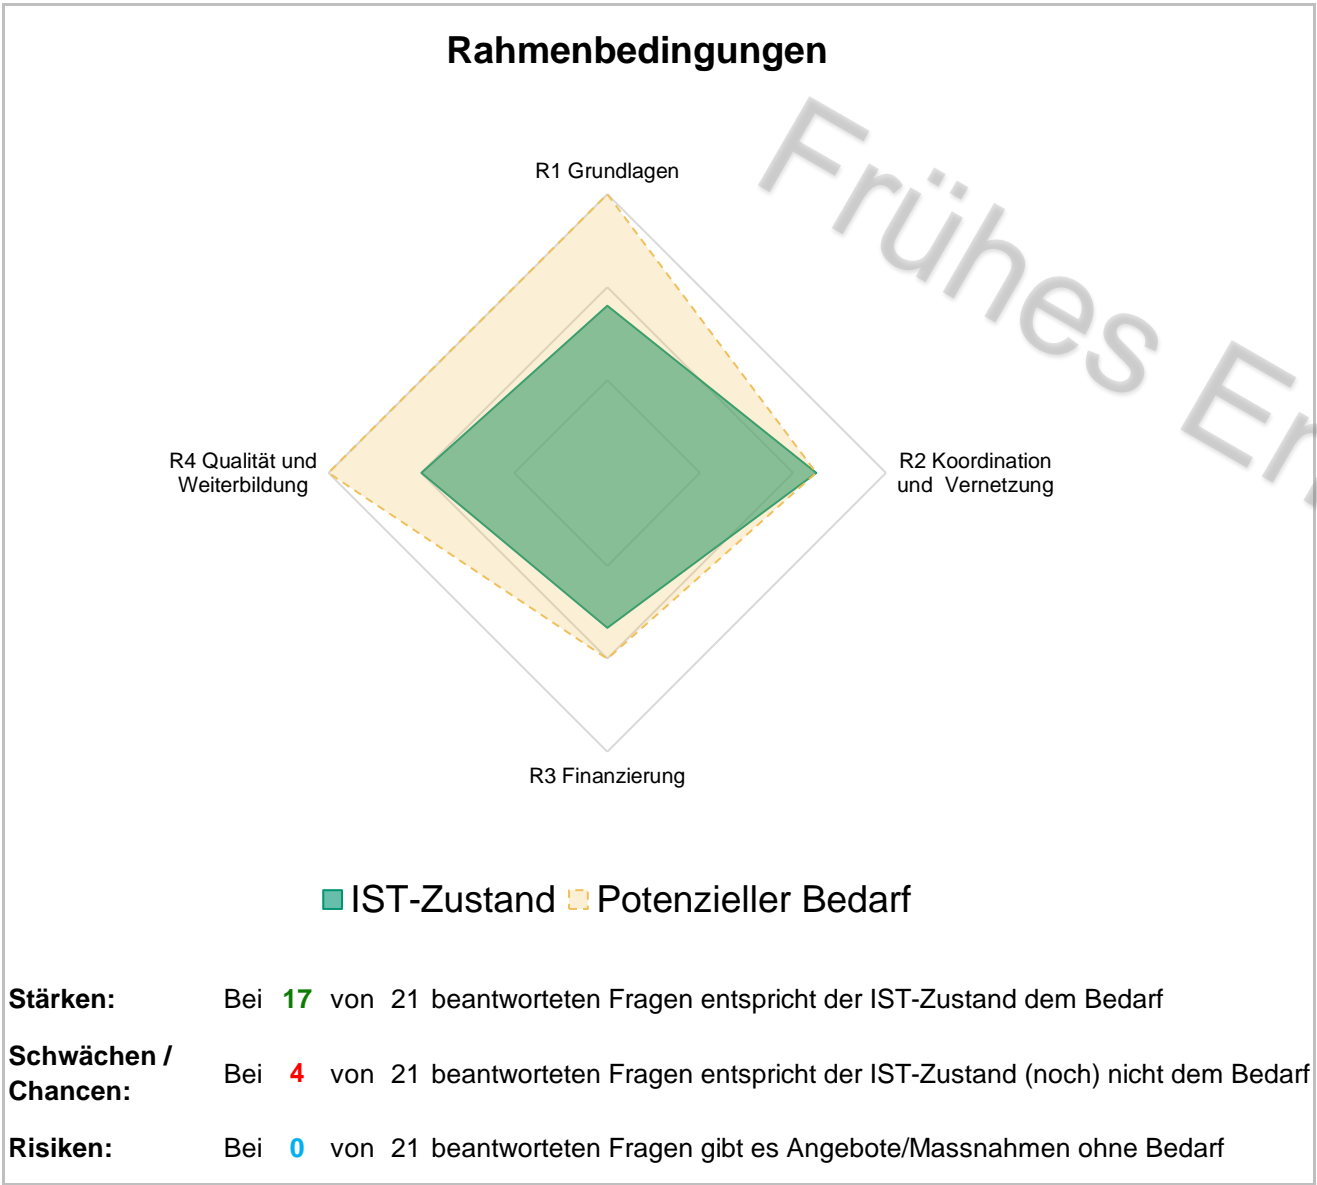 Rahmenbedingungen
Frühes Er
R1 Grundlagen
R4 Qualität und
Weiterbildung
R2 Koordination
und Vernetzung
R3 Finanzierung
IST-Zustand Potenzieller Bedarf
Stärken: Bei 17 von 21 beantworteten Fragen entspricht der IST-Zustand dem Bedarf
Schwächen /
Chancen: Bei 4 von 21 beantworteten Fragen entspricht der IST-Zustand (noch) nicht dem Bedarf
Risiken: Bei 0 von 21 beantworteten Fragen gibt es Angebote/Massnahmen ohne Bedarf